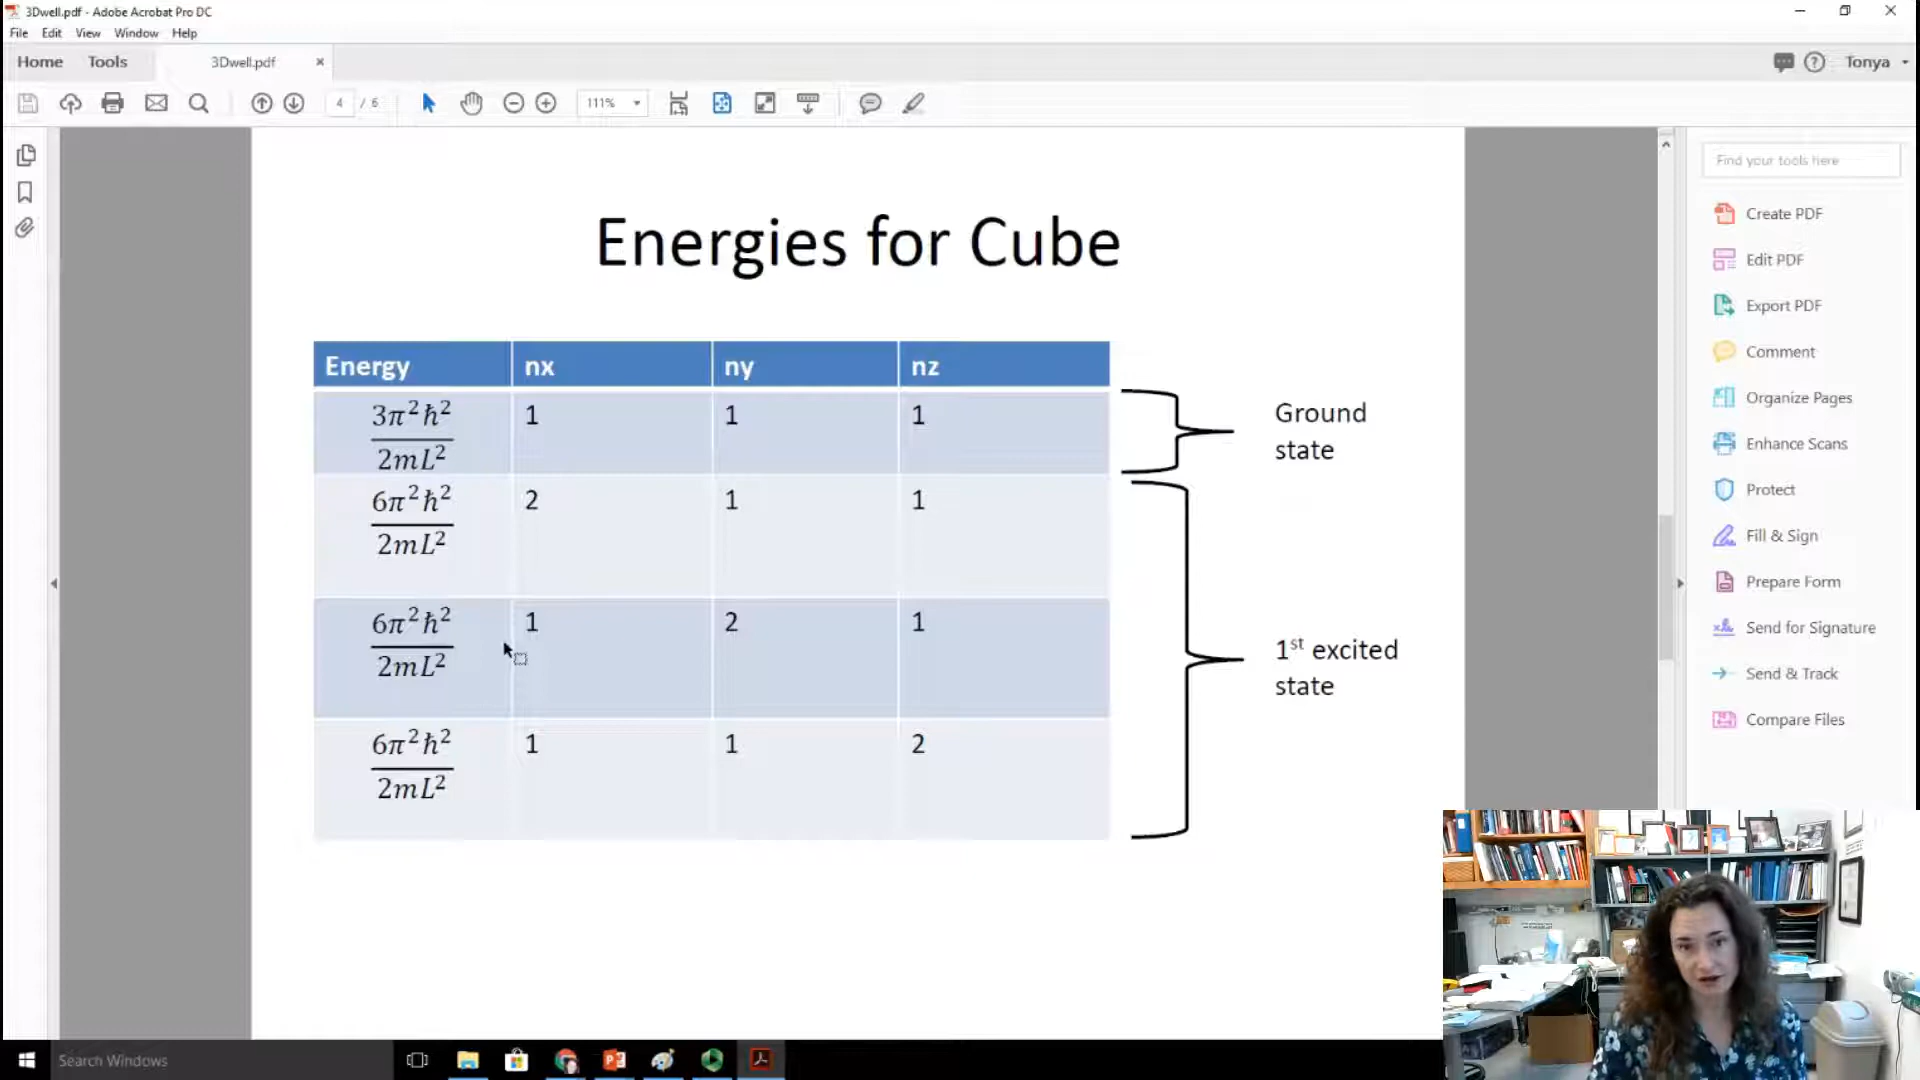 3Dwell.pdf - Adobe Acrobat Pro DC
File Edit View Window Help
Home Tools 3Dwell.pdf × Tonya
4 / 6 111%
Find your tools here
Create PDF
Edit PDF
Export PDF
Comment
Organize Pages
Enhance Scans
Protect
Fill & Sign
Prepare Form
Send for Signature
Send & Track
Compare Files
Energies for Cube
Energy nx ny nz
3π²ħ²/2mL² 1 1 1
6π²ħ²/2mL² 2 1 1
6π²ħ²/2mL² 1 2 1
6π²ħ²/2mL² 1 1 2
Ground
state
1st excited
state
Search Windows